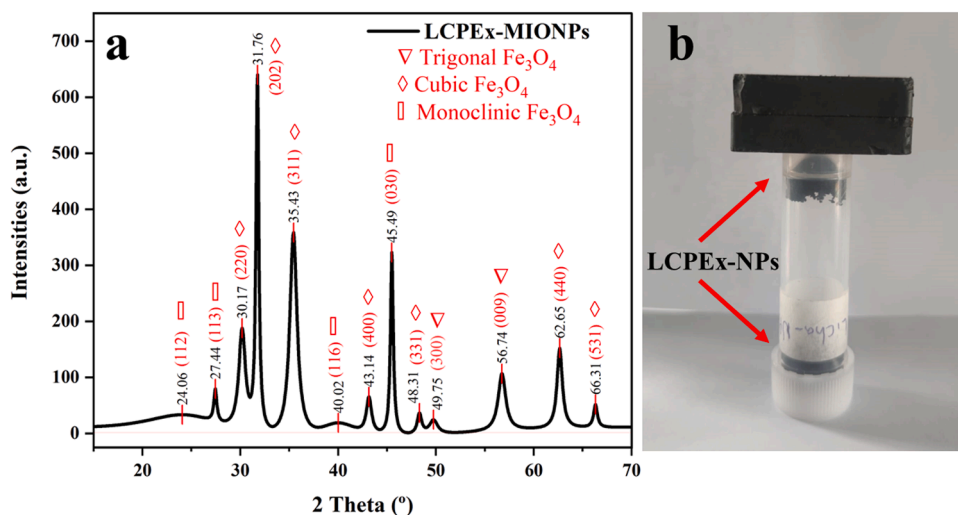 a
LCPEx-MIONPs
▽ Trigonal Fe₃O₄
◇ Cubic Fe₃O₄
▯ Monoclinic Fe₃O₄
Intensities (a.u.)
700
600
500
400
300
200
100
0
24.06 (112)
27.44 (113)
30.17 (220)
31.76 (202)
35.43 (311)
40.02 (116)
43.14 (400)
45.49 (030)
48.31 (331)
49.75 (300)
56.74 (009)
62.65 (440)
66.31 (531)
20 30 40 50 60 70
2 Theta (º)
b
LCPEx-NPs